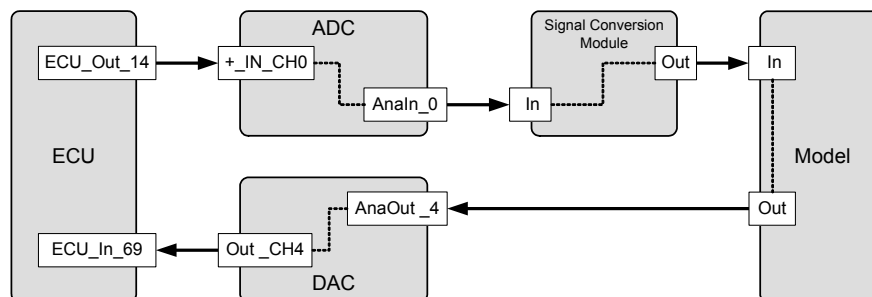 ADC
Signal Conversion
Module
ECU_Out_14
+_IN_CH0
Out
In
AnaIn_0
In
ECU
Model
AnaOut _4
Out
ECU_In_69
Out _CH4
DAC